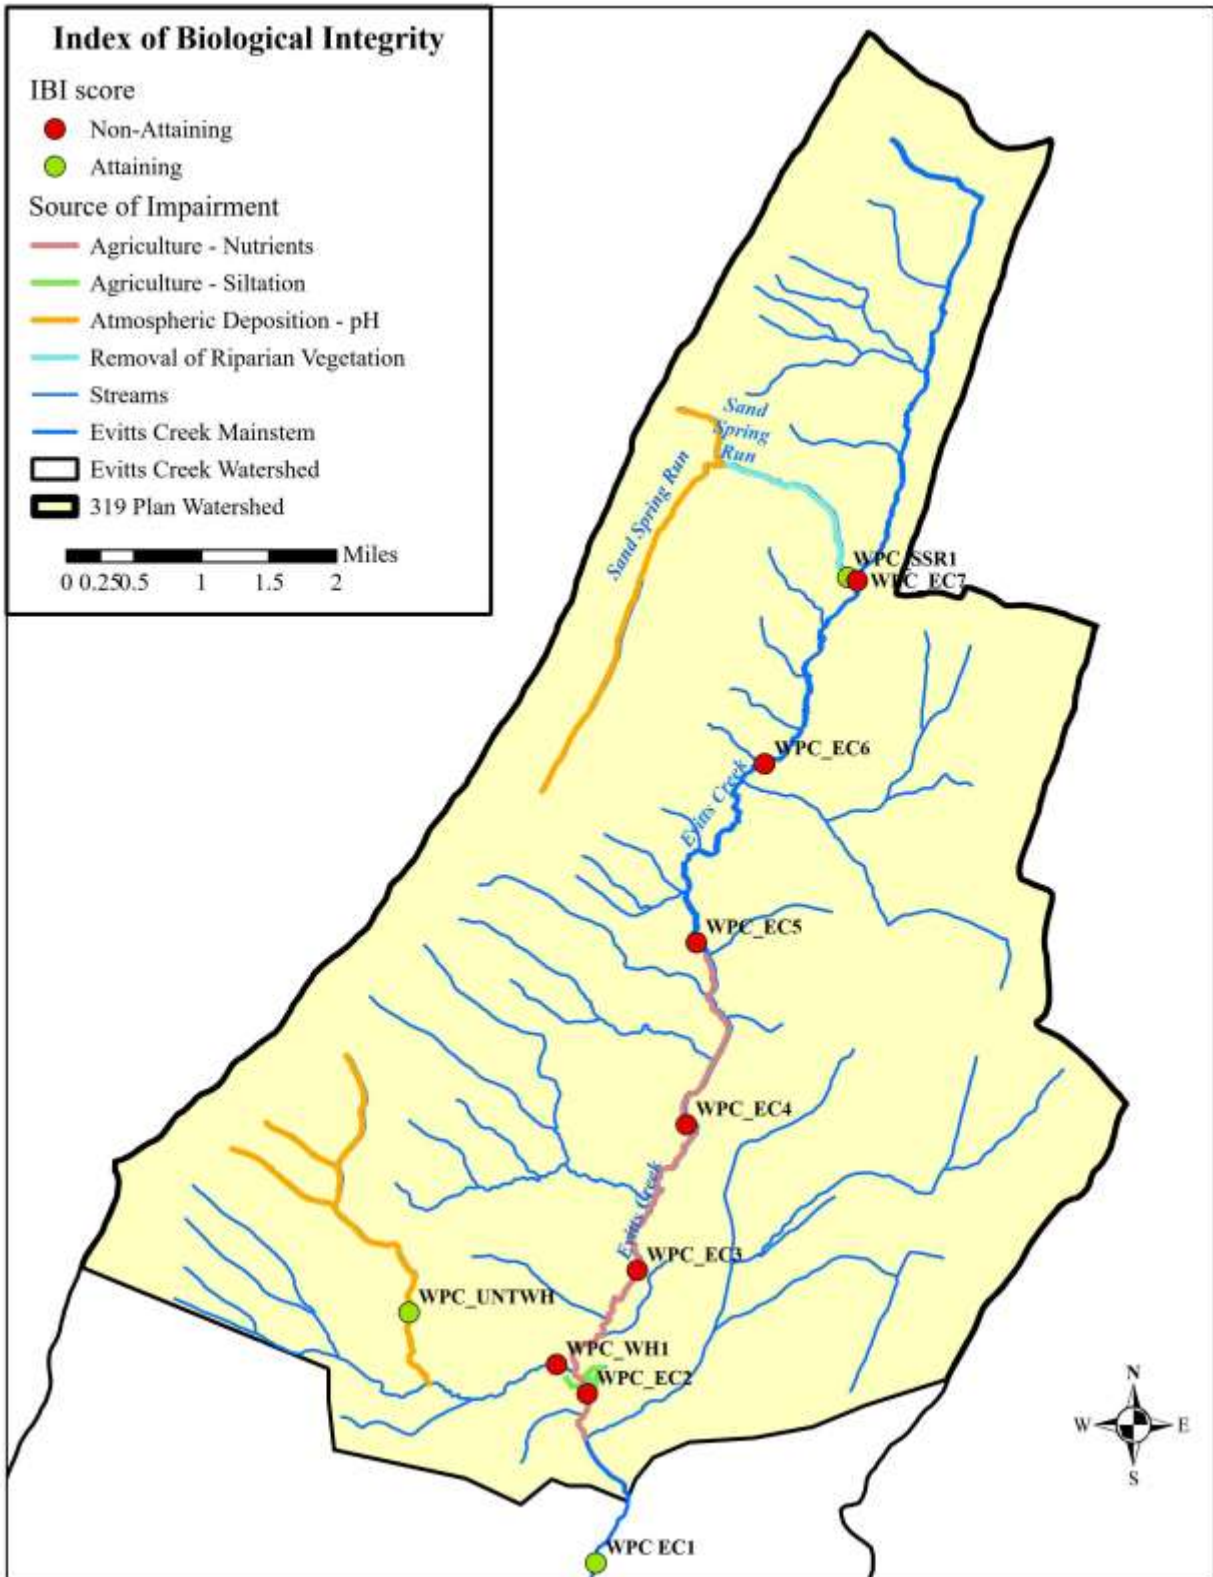 Index of Biological Integrity
IBI score
Non-Attaining
Attaining
Source of Impairment
Agriculture - Nutrients
Agriculture - Siltation
Atmospheric Deposition - pH
Removal of Riparian Vegetation
Streams
Evitts Creek Mainstem
Evitts Creek Watershed
319 Plan Watershed
Miles
0 0.25 0.5 1 1.5 2
Sand
Spring
Run
Sand Spring Run
WPC_SSR1
WPC_EC7
WPC_EC6
Evitts Creek
WPC_EC5
WPC_EC4
Evitts Creek
WPC_EC3
WPC_UNTWH
WPC_WH1
WPC_EC2
N
W E
S
WPC EC1